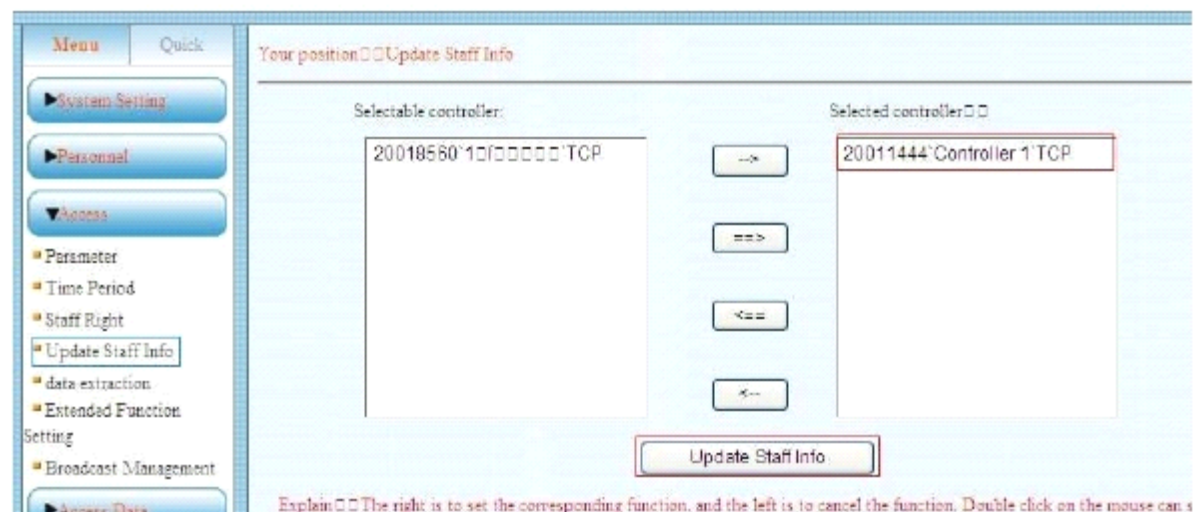 Menu
Quick
▶System Setting
▶Personnel
▼Access
Parameter
Time Period
Staff Right
Update Staff Info
data extraction
Extended Function
Setting
Broadcast Management
▶Access Data
Your position□□Update Staff Info
Selectable controller:
20018560`1□f□□□□□`TCP
-->
==>
<==
<--
Selected controller□□
20011444`Controller 1`TCP
Update Staff Info
Explain□□The right is to set the corresponding function, and the left is to cancel the function. Double click on the mouse can s